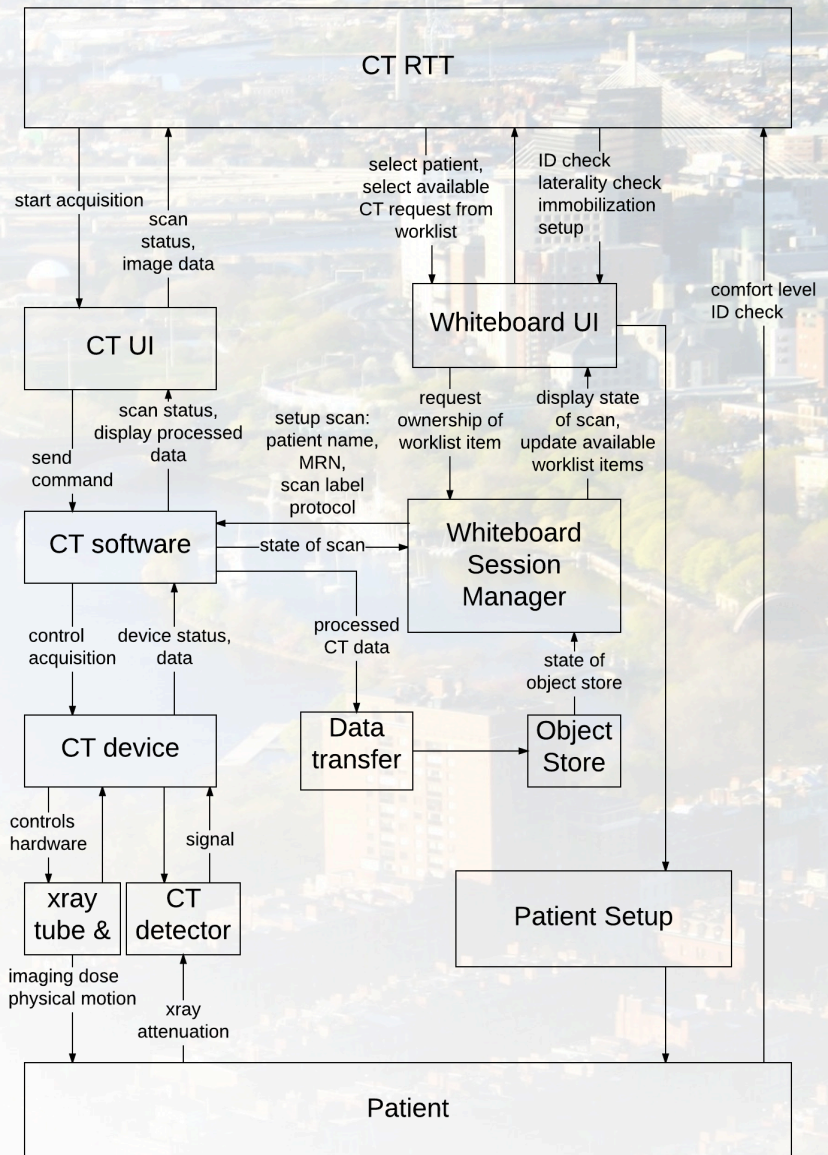 CT RTT
start acquisition
scan
status,
image data
select patient,
select available
CT request from
worklist
ID check
laterality check
immobilization
setup
comfort level
ID check
CT UI
Whiteboard UI
send
command
scan status,
display processed
data
setup scan:
patient name,
MRN,
scan label
protocol
request
ownership of
worklist item
display state
of scan,
update available
worklist items
CT software
state of scan
Whiteboard
Session
Manager
control
acquisition
device status,
data
processed
CT data
state of
object store
CT device
Data
transfer
Object
Store
controls
hardware
signal
xray
tube &
CT
detector
Patient Setup
imaging dose
physical motion
xray
attenuation
Patient